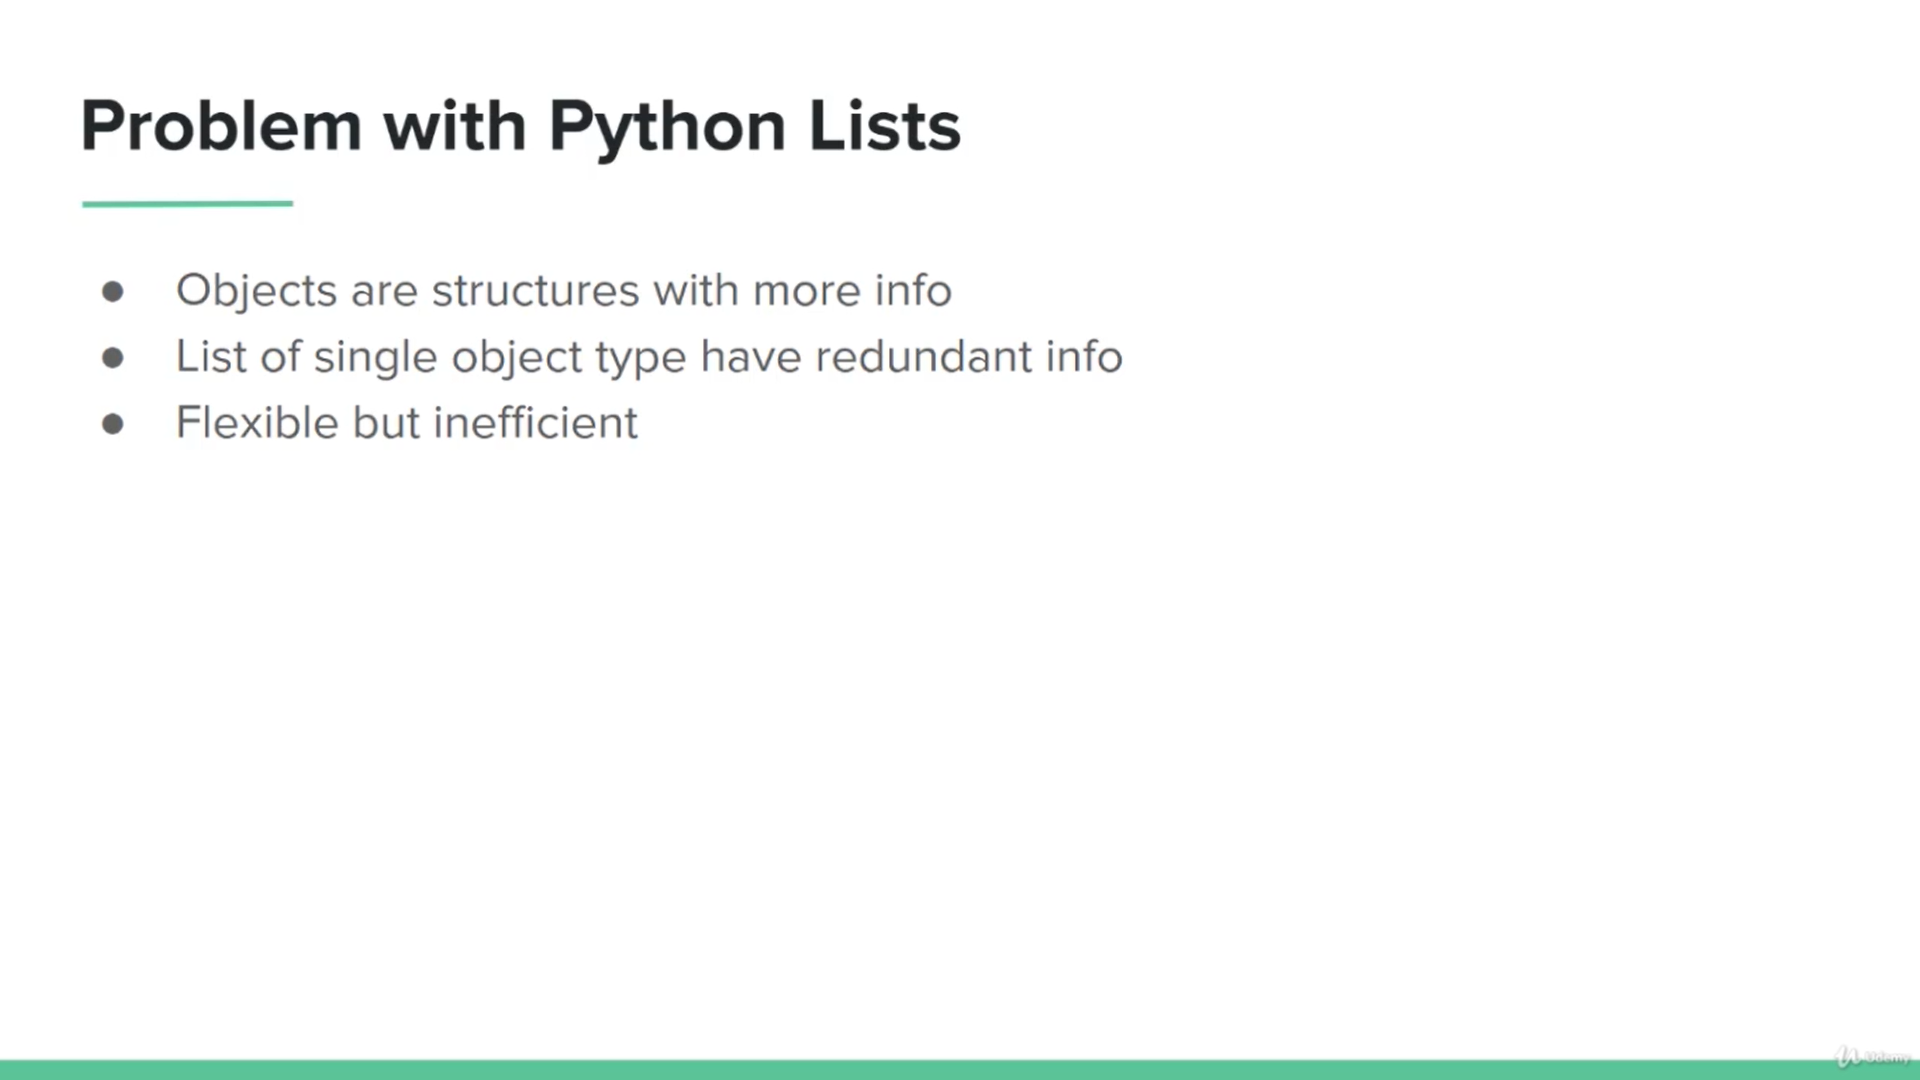 Problem with Python Lists
● Objects are structures with more info
● List of single object type have redundant info
● Flexible but inefficient
Udemy